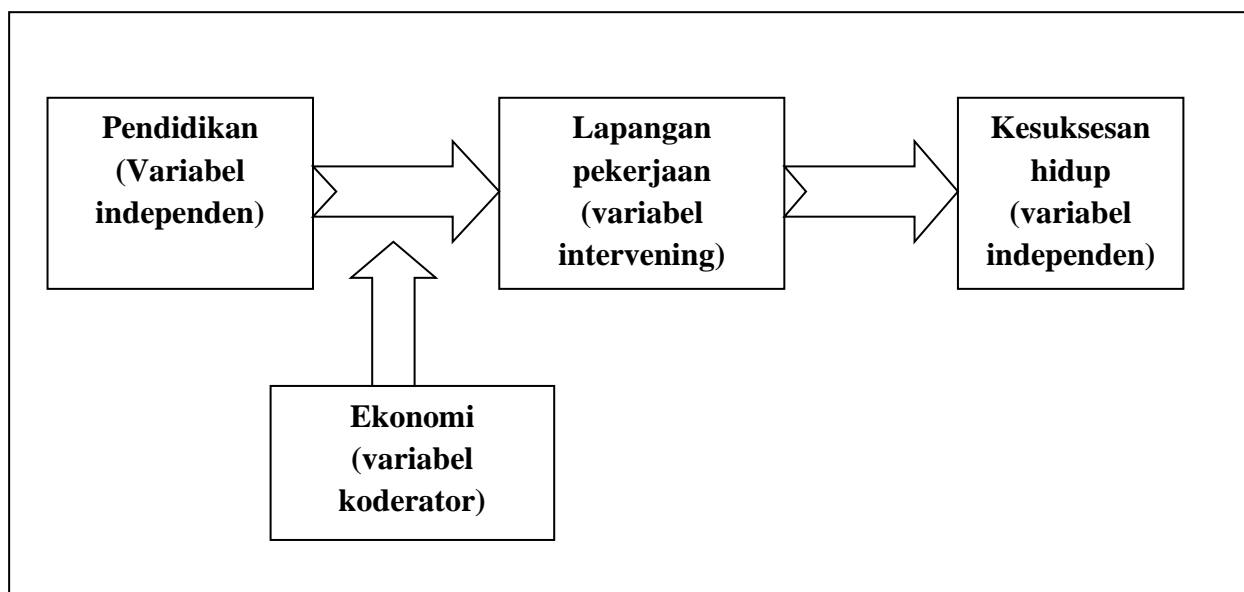 Pendidikan
(Variabel
independen)
Lapangan
pekerjaan
(variabel
intervening)
Kesuksesan
hidup
(variabel
independen)
Ekonomi
(variabel
koderator)